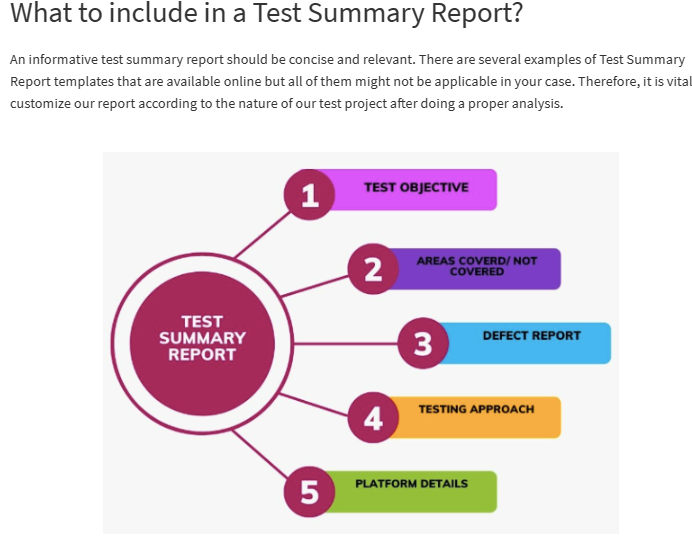 What to include in a Test Summary Report?
An informative test summary report should be concise and relevant. There are several examples of Test Summary
Report templates that are available online but all of them might not be applicable in your case. Therefore, it is vital
customize our report according to the nature of our test project after doing a proper analysis.
1
TEST OBJECTIVE
2
AREAS COVERD/ NOT
COVERED
TEST
SUMMARY
REPORT
3
DEFECT REPORT
4
TESTING APPROACH
5
PLATFORM DETAILS